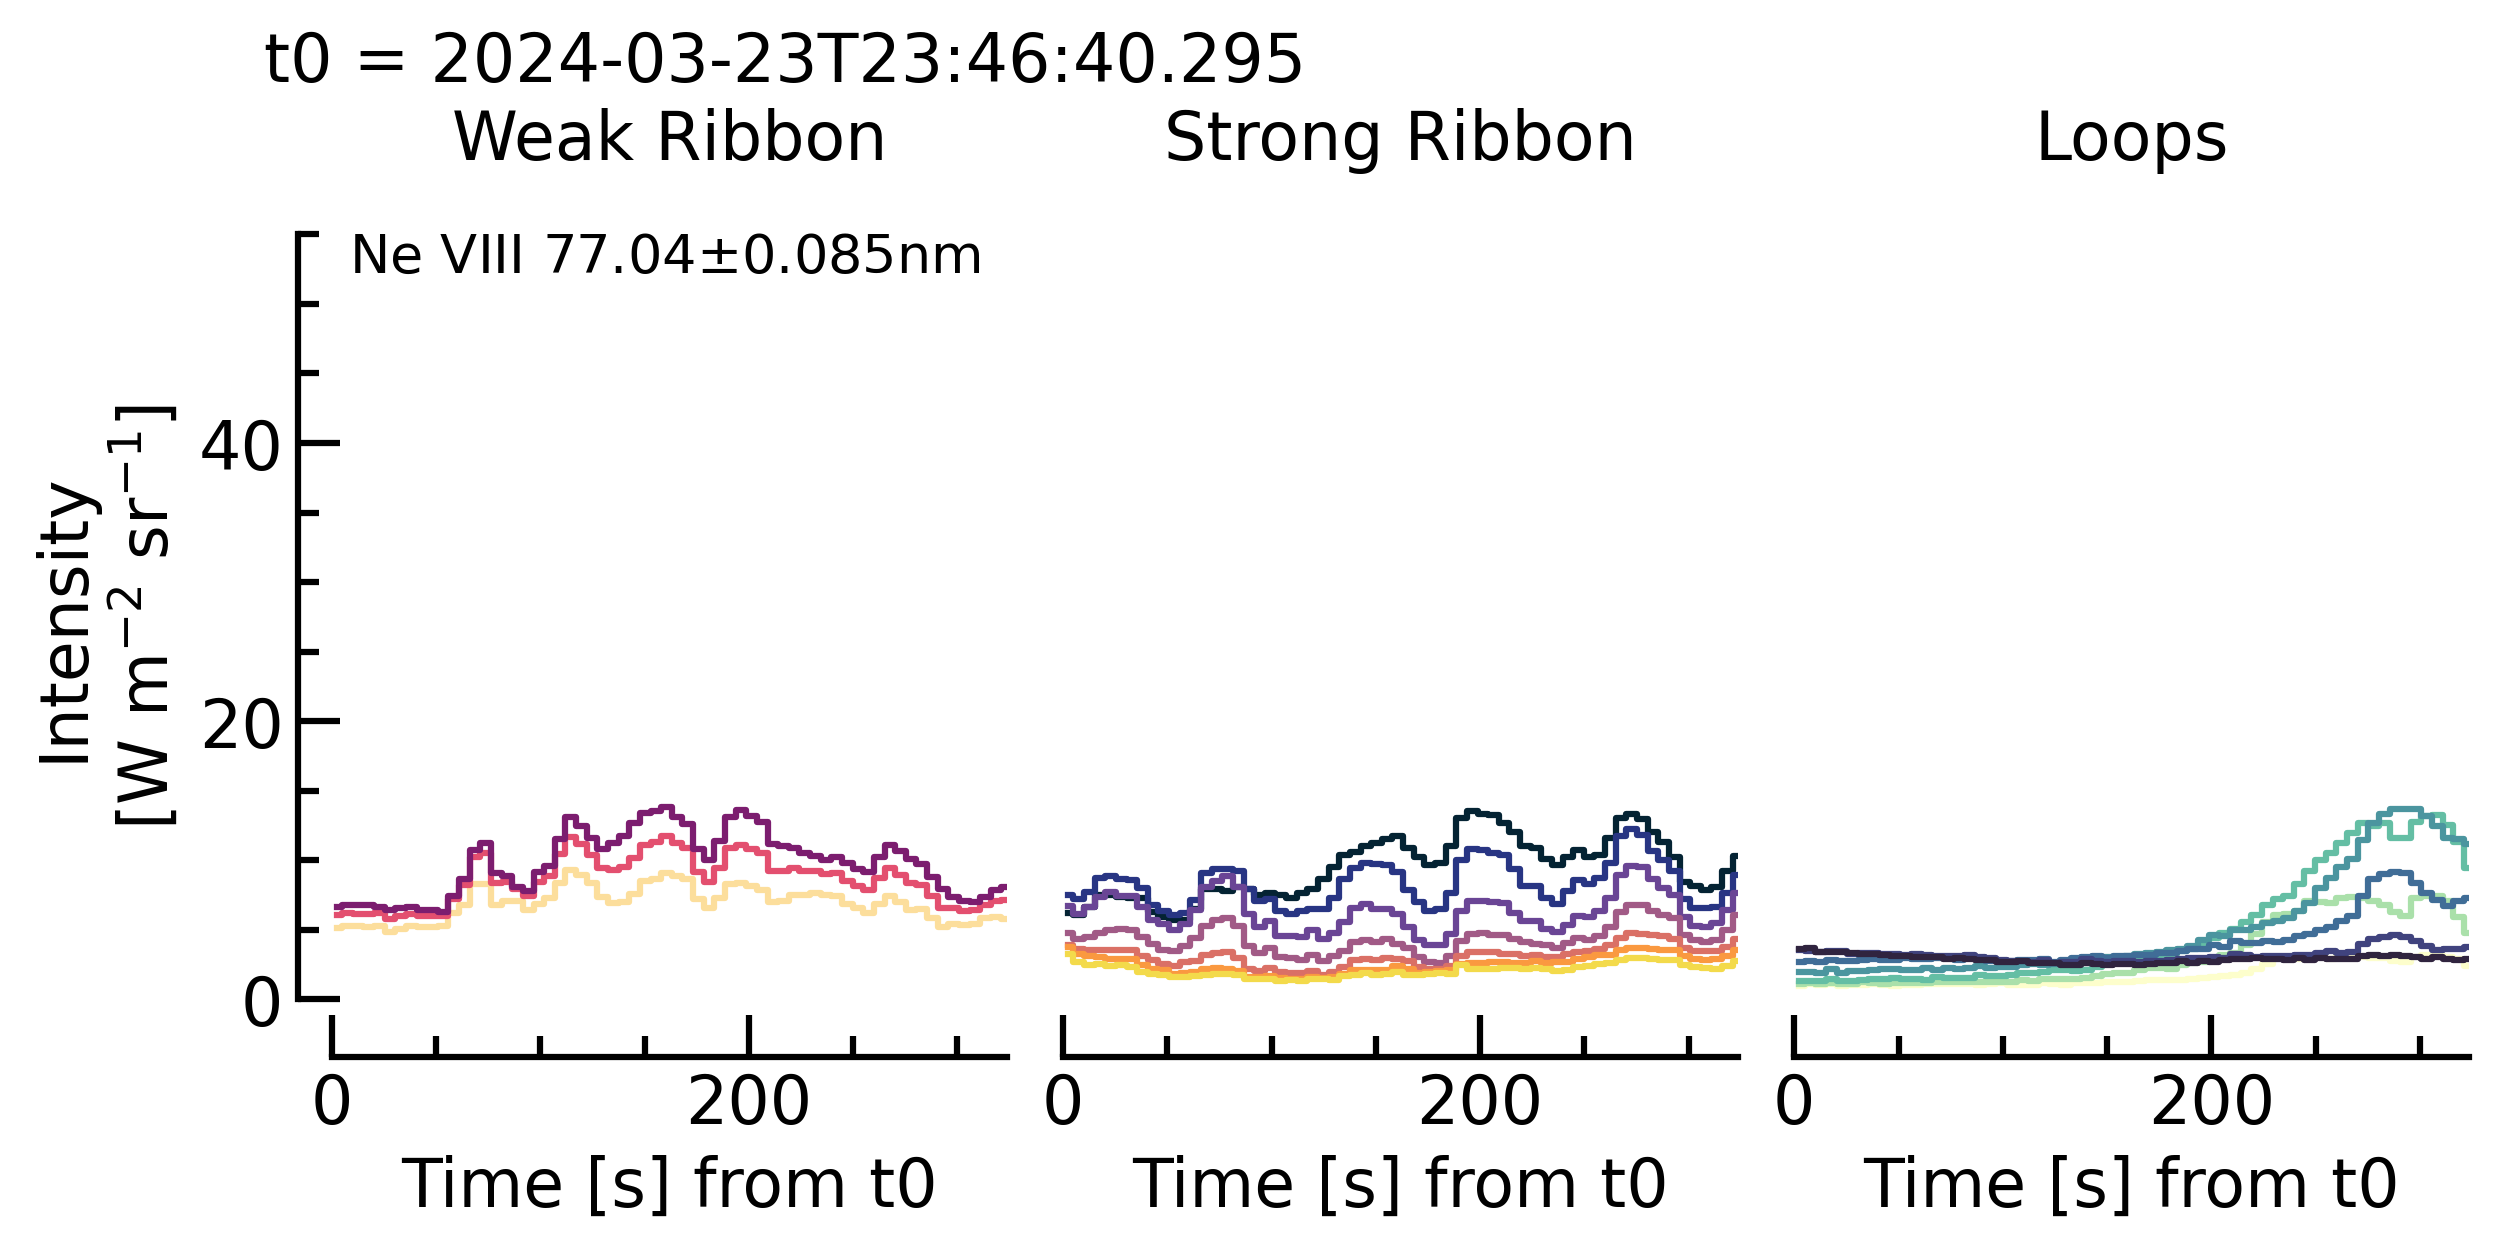 t0 = 2024-03-23T23:46:40.295
Weak Ribbon
Strong Ribbon
Loops
Ne VIII 77.04±0.085nm
Intensity
[W m⁻² sr⁻¹]
40
20
0
0
200
0
200
0
200
Time [s] from t0
Time [s] from t0
Time [s] from t0